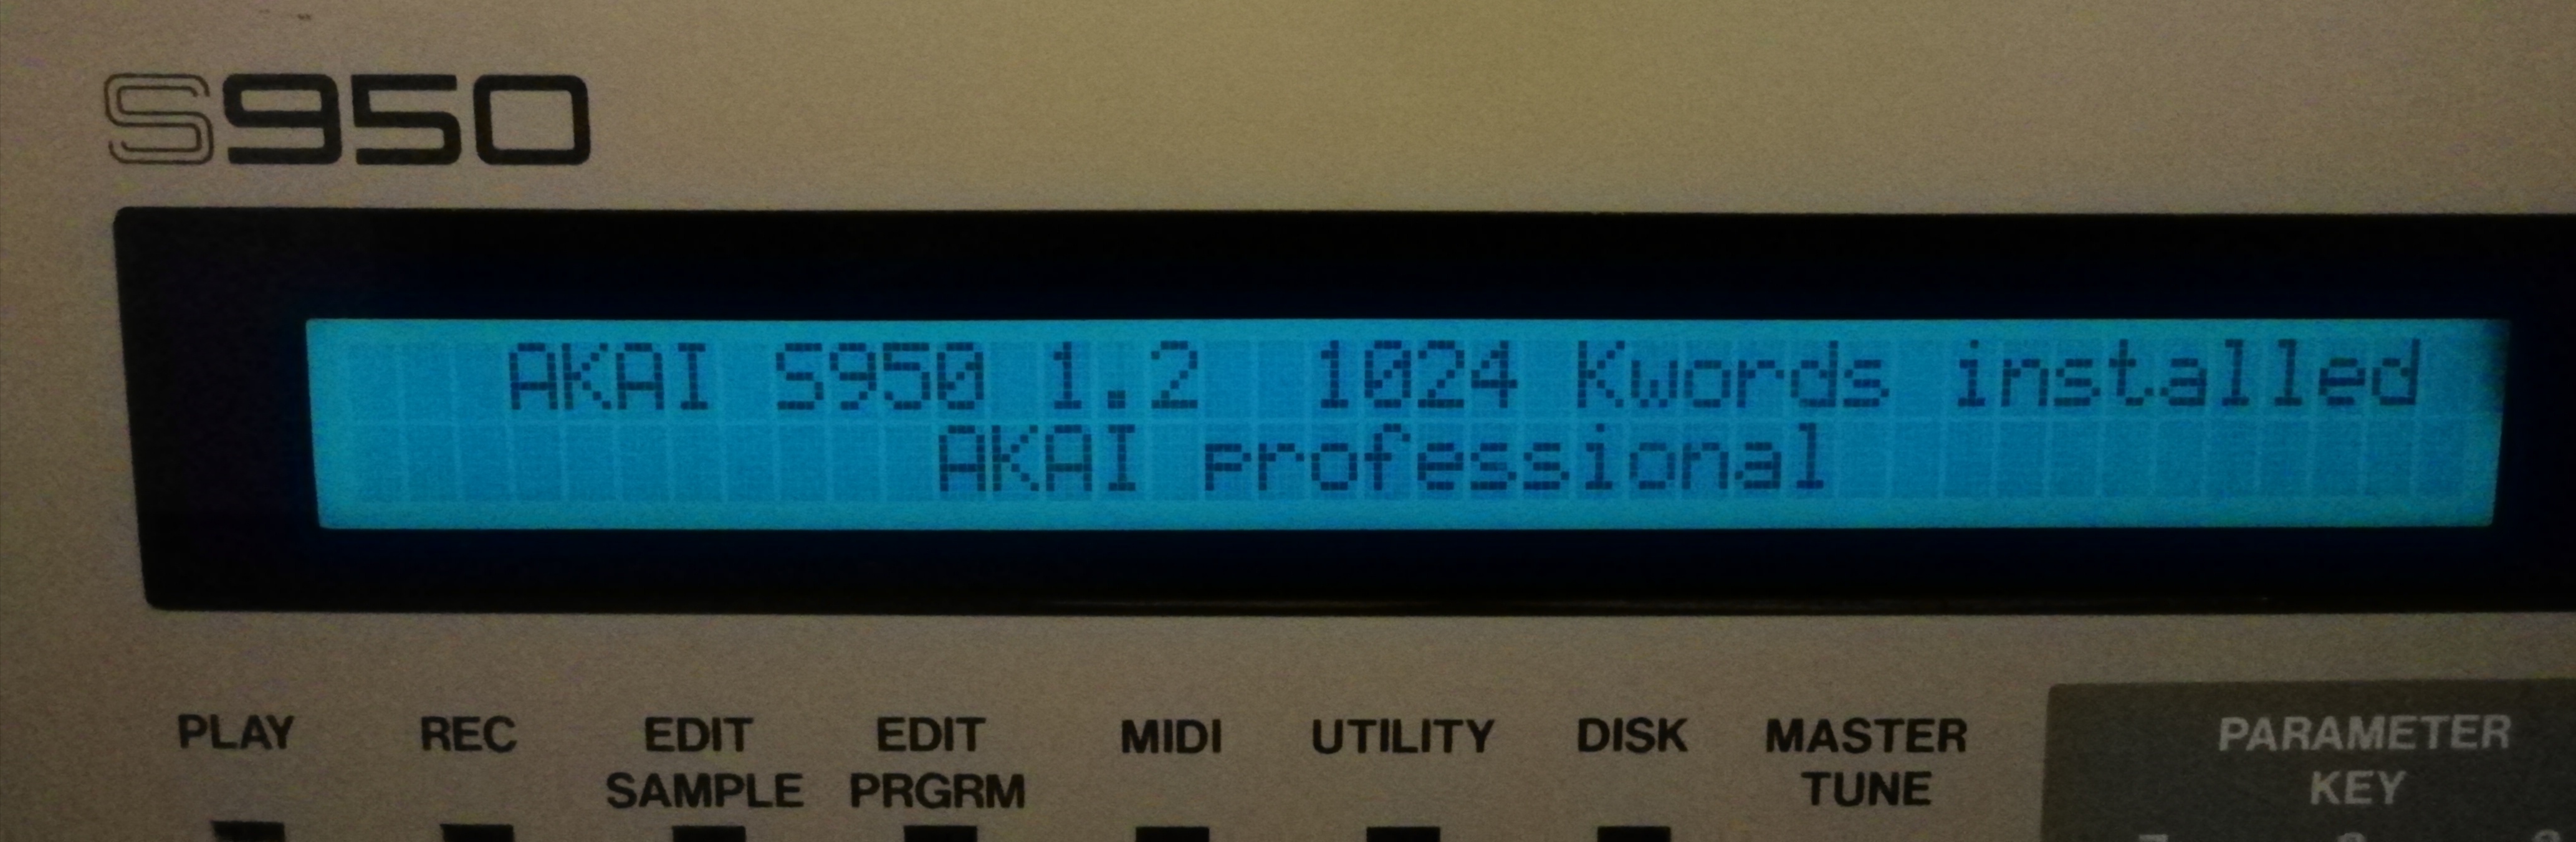 S950
AKAI S950 1.2  1024 Kwords installed
AKAI professional
PLAY
REC
EDIT SAMPLE
EDIT PRGRM
MIDI
UTILITY
DISK
MASTER TUNE
PARAMETER
KEY